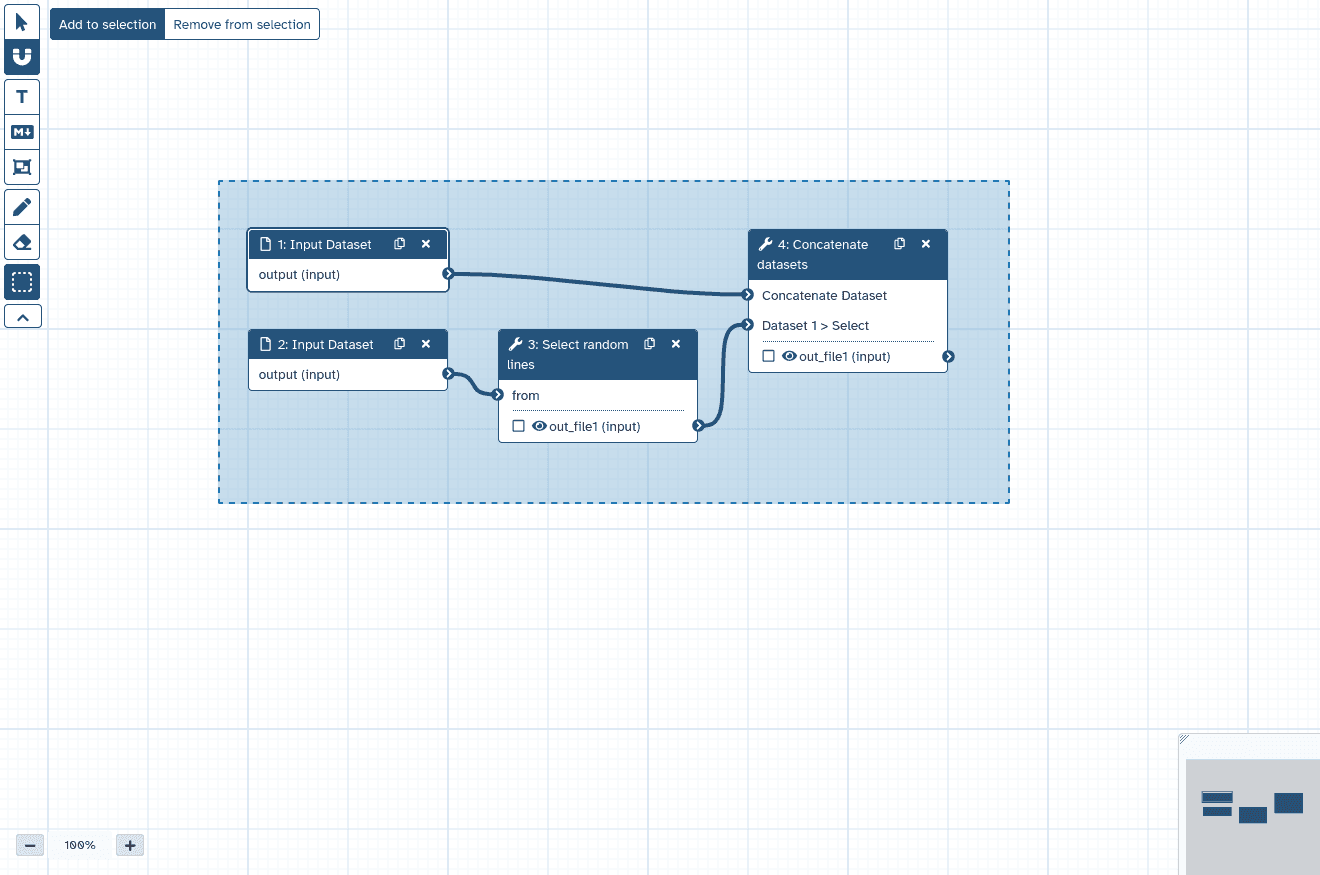 Add to selection Remove from selection
T
M
1: Input Dataset
output (input)
2: Input Dataset
output (input)
3: Select random
lines
from
out_file1 (input)
4: Concatenate
datasets
Concatenate Dataset
Dataset 1 > Select
out_file1 (input)
100%